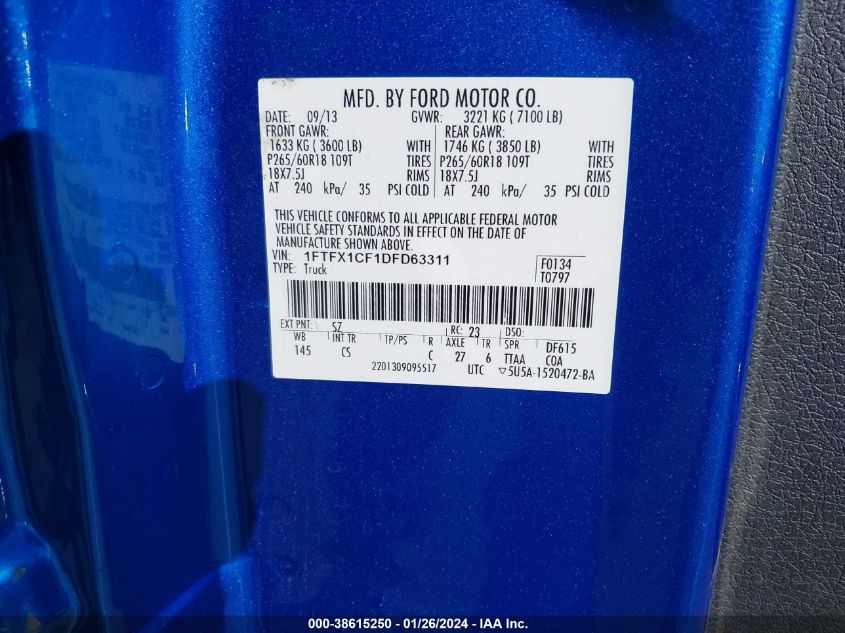 MFD. BY FORD MOTOR CO.
DATE: 09/13 GVWR: 3221 KG ( 7100 LB)
FRONT GAWR: REAR GAWR:
1633 KG ( 3600 LB) WITH 1746 KG ( 3850 LB) WITH
P265/60R18 109T TIRES P265/60R18 109T TIRES
18X7.5J RIMS 18X7.5J RIMS
AT 240 kPa/ 35 PSI COLD AT 240 kPa/ 35 PSI COLD
THIS VEHICLE CONFORMS TO ALL APPLICABLE FEDERAL MOTOR
VEHICLE SAFETY STANDARDS IN EFFECT ON THE DATE OF
MANUFACTURE SHOWN ABOVE.
VIN: 1FTFX1CF1DFD63311 F0134
TYPE: Truck T0797
EXT PNT: SZ RC: 23 DSO:
WB INT TR TP/PS R AXLE TR SPR DF615
145 CS C 27 6 TTAA COA
2201309095517 UTC ▽5U5A-1520472-BA
000-38615250 - 01/26/2024 - IAA Inc.